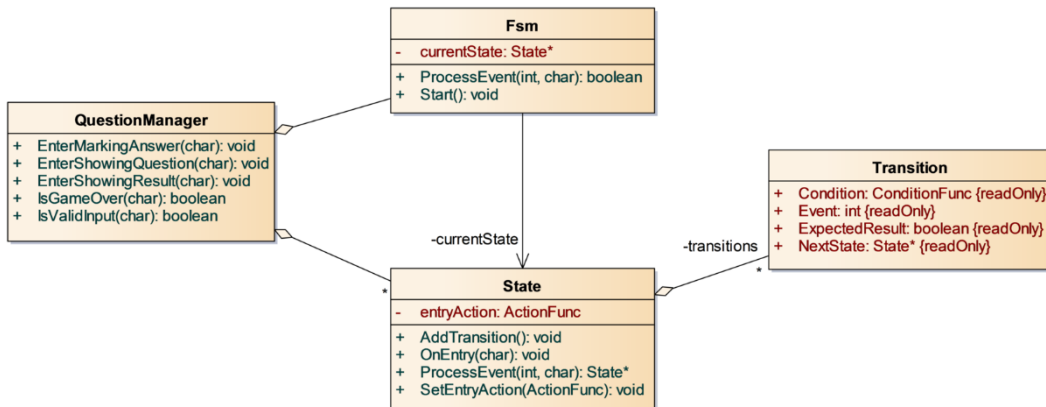 Fsm
- currentState: State*
+ ProcessEvent(int, char): boolean
+ Start(): void
QuestionManager
+ EnterMarkingAnswer(char): void
+ EnterShowingQuestion(char): void
+ EnterShowingResult(char): void
+ IsGameOver(char): boolean
+ IsValidInput(char): boolean
Transition
+ Condition: ConditionFunc {readOnly}
+ Event: int {readOnly}
+ ExpectedResult: boolean {readOnly}
+ NextState: State* {readOnly}
-currentState
-transitions
*
*
State
- entryAction: ActionFunc
+ AddTransition(): void
+ OnEntry(char): void
+ ProcessEvent(int, char): State*
+ SetEntryAction(ActionFunc): void